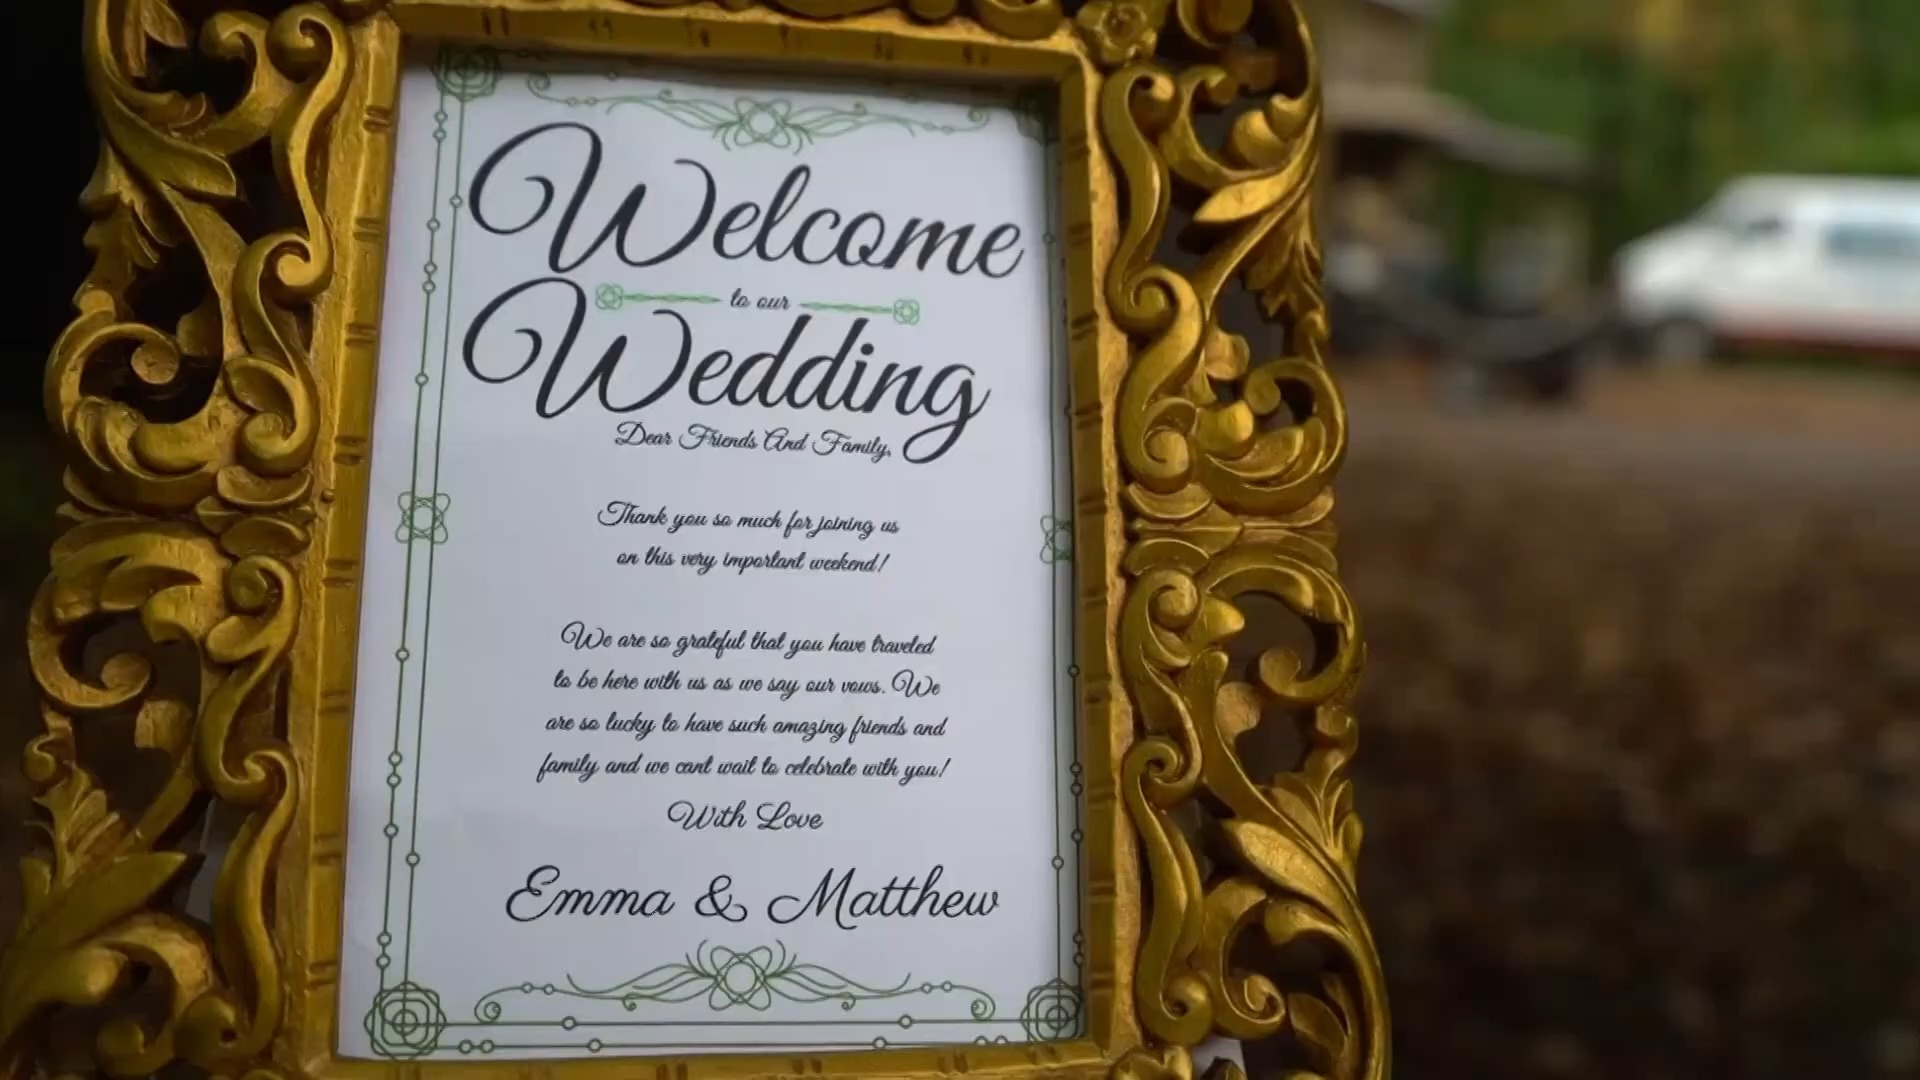 Welcome
to our
Wedding
Dear Friends And Family,
Thank you so much for joining us
on this very important weekend!
We are so grateful that you have traveled
to be here with us as we say our vows. We
are so lucky to have such amazing friends and
family and we cant wait to celebrate with you!
With Love
Emma & Matthew